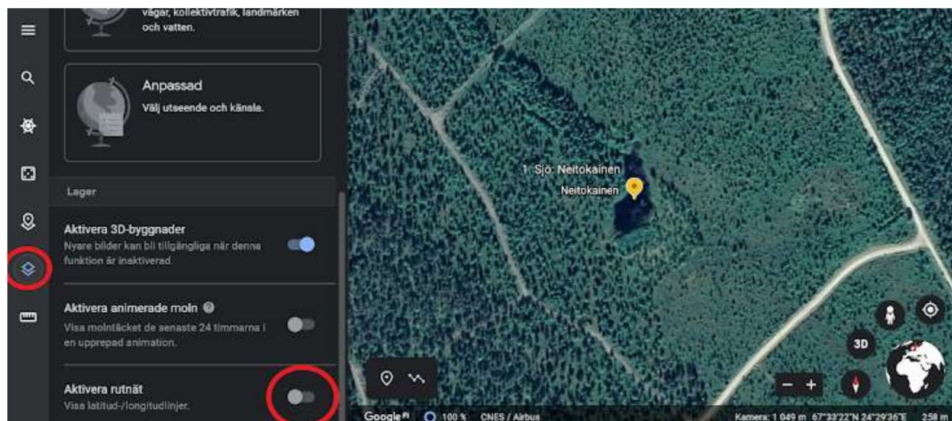 vägar, kollektivtrafik, landmärken
och vatten.
Anpassad
Välj utseende och känsla.
Lager
Aktivera 3D-byggnader
Nyare bilder kan bli tillgängliga när denna
funktion är inaktiverad.
Aktivera animerade moln
Visa molntäcket de senaste 24 timmarna i
en upprepad animation.
Aktivera rutnät
Visa latitud-/longitudlinjer.
1. Sjö: Neitokainen
Neitokainen
3D
Google
100 %
CNES / Airbus
Kamera: 1 049 m 67°33'22"N 24°29'36"E 258 m